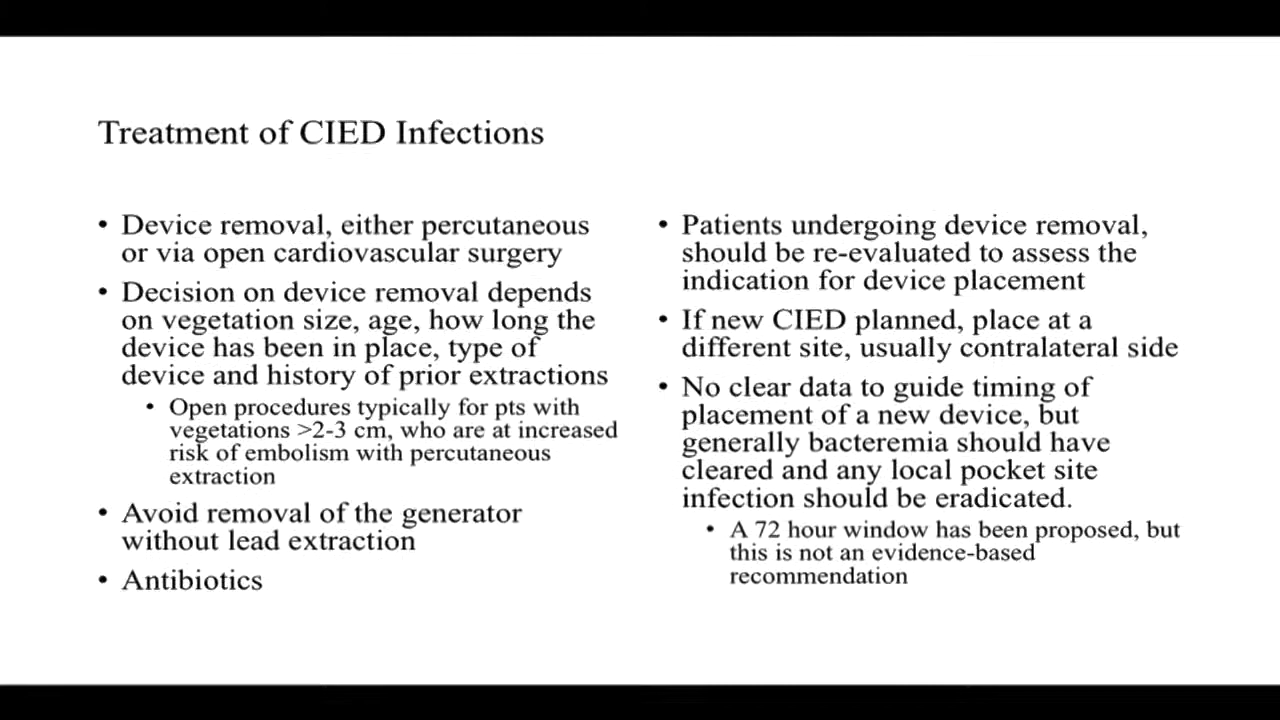 Treatment of CIED Infections
• Device removal, either percutaneous
or via open cardiovascular surgery
• Decision on device removal depends
on vegetation size, age, how long the
device has been in place, type of
device and history of prior extractions
• Open procedures typically for pts with
vegetations >2-3 cm, who are at increased
risk of embolism with percutaneous
extraction
• Avoid removal of the generator
without lead extraction
• Antibiotics
• Patients undergoing device removal,
should be re-evaluated to assess the
indication for device placement
• If new CIED planned, place at a
different site, usually contralateral side
• No clear data to guide timing of
placement of a new device, but
generally bacteremia should have
cleared and any local pocket site
infection should be eradicated.
• A 72 hour window has been proposed, but
this is not an evidence-based
recommendation